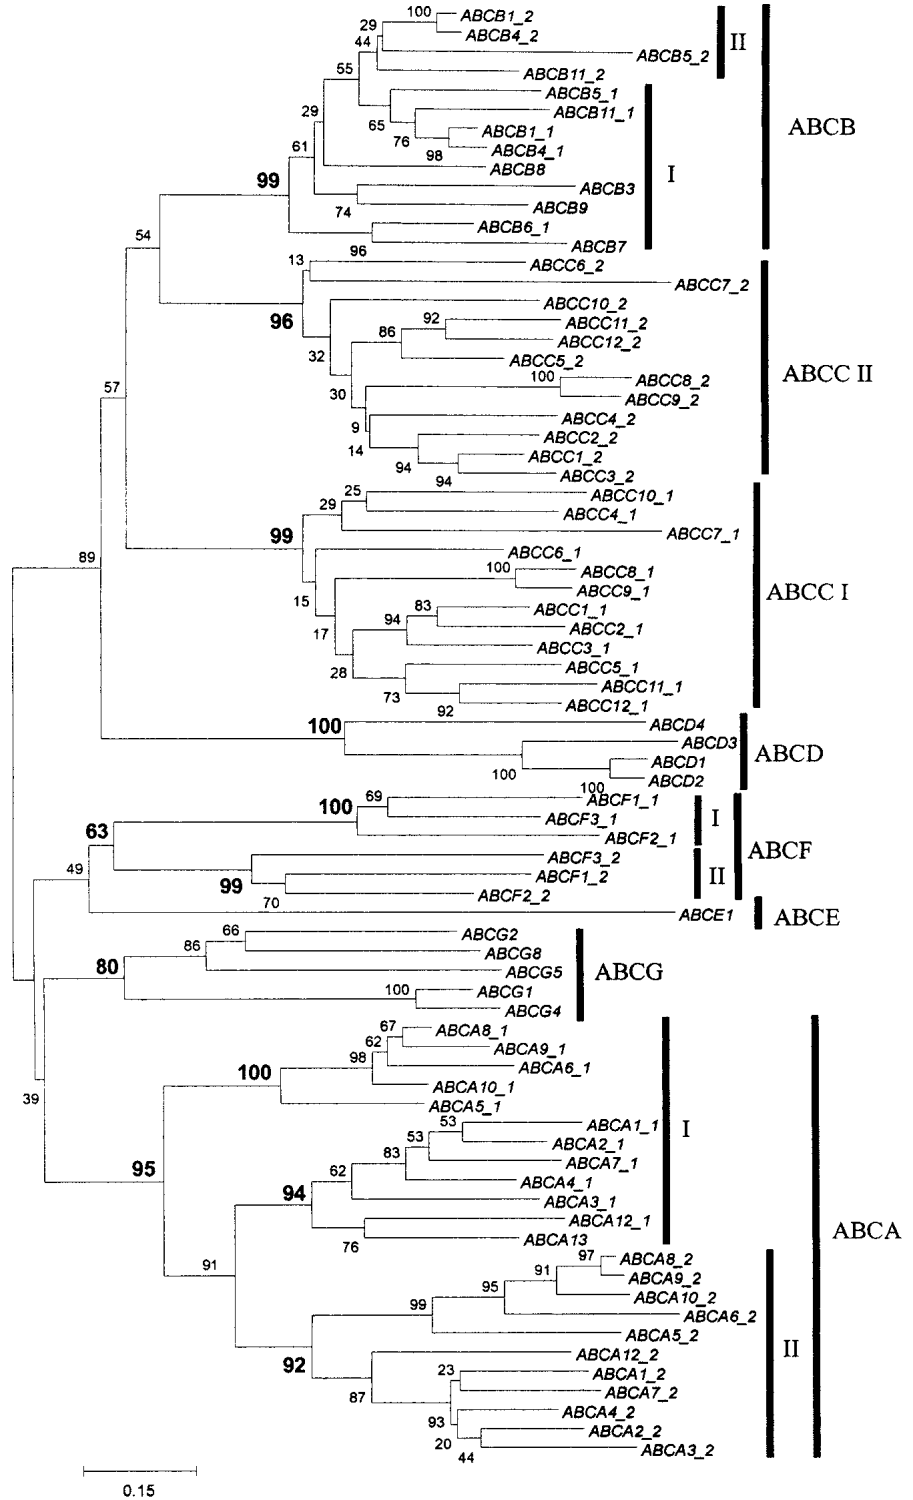 100 ABCB1_2
29 ABCB4_2
44 ABCB5_2 II
55 ABCB11_2
ABCB5_1
29 ABCB11_1
65 ABCB1_1 ABCB
76 98 ABCB4_1
61 ABCB8 I
99 ABCB3
74 ABCB9
ABCB6_1
54 96 ABCB7
13 ABCC6_2
ABCC7_2
96 ABCC10_2
92 ABCC11_2
86 ABCC12_2
32 ABCC5_2
100 ABCC8_2 ABCC II
57 30 ABCC9_2
9 ABCC4_2
14 ABCC2_2
94 ABCC1_2
94 ABCC3_2
25 ABCC10_1
29 ABCC4_1
99 ABCC7_1
89 ABCC6_1
100 ABCC8_1
15 ABCC9_1 ABCC I
83 ABCC1_1
17 94 ABCC2_1
ABCC3_1
28 ABCC5_1
73 ABCC11_1
92 ABCC12_1
100 ABCD4
ABCD3
100 ABCD1 ABCD
100 ABCD2
69 ABCF1_1
100 ABCF3_1 I
63 ABCF2_1
ABCF3_2 ABCF
49 99 ABCF1_2 II
70 ABCF2_2
ABCE1 ABCE
66 ABCG2
86 ABCG8
80 ABCG5 ABCG
100 ABCG1
ABCG4
67 ABCA8_1
62 ABCA9_1
98 ABCA6_1
100 ABCA10_1
39 ABCA5_1
53 ABCA1_1 I
53 ABCA2_1
83 ABCA7_1
95 62 ABCA4_1
94 ABCA3_1
ABCA12_1
76 ABCA13 ABCA
97 ABCA8_2
91 91 ABCA9_2
95 ABCA10_2
99 ABCA6_2
ABCA5_2
92 ABCA12_2 II
23 ABCA1_2
87 ABCA7_2
93 ABCA4_2
20 ABCA2_2
44 ABCA3_2
0.15